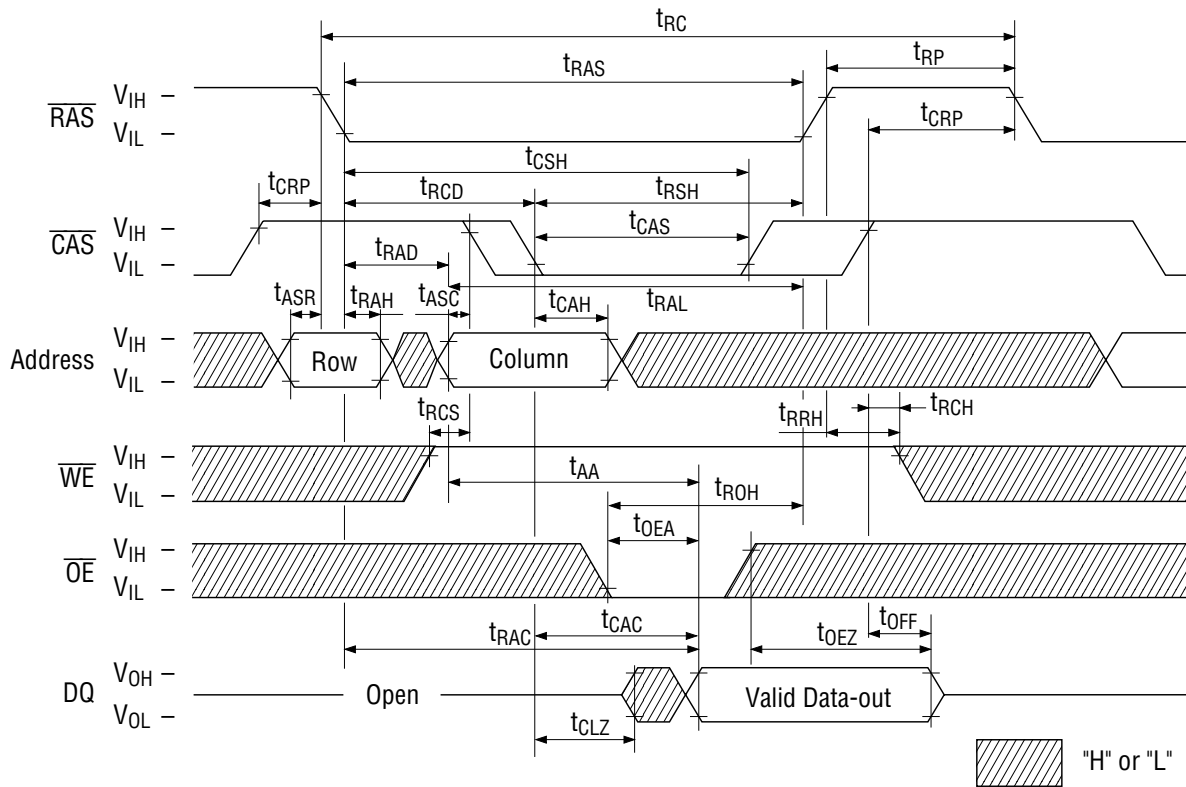 tRC
tRAS
tRP
RAS
VIH
VIL
tCRP
tCSH
tCRP
tRCD
tRSH
CAS
VIH
VIL
tCAS
tRAD
tRAL
tASR
tRAH
tASC
tCAH
Address
VIH
VIL
Row
Column
tRCS
tRRH
tRCH
WE
VIH
VIL
tAA
tROH
tOEA
OE
VIH
VIL
tCAC
tRAC
tOEZ
tOFF
DQ
VOH
VOL
Open
Valid Data-out
tCLZ
"H" or "L"